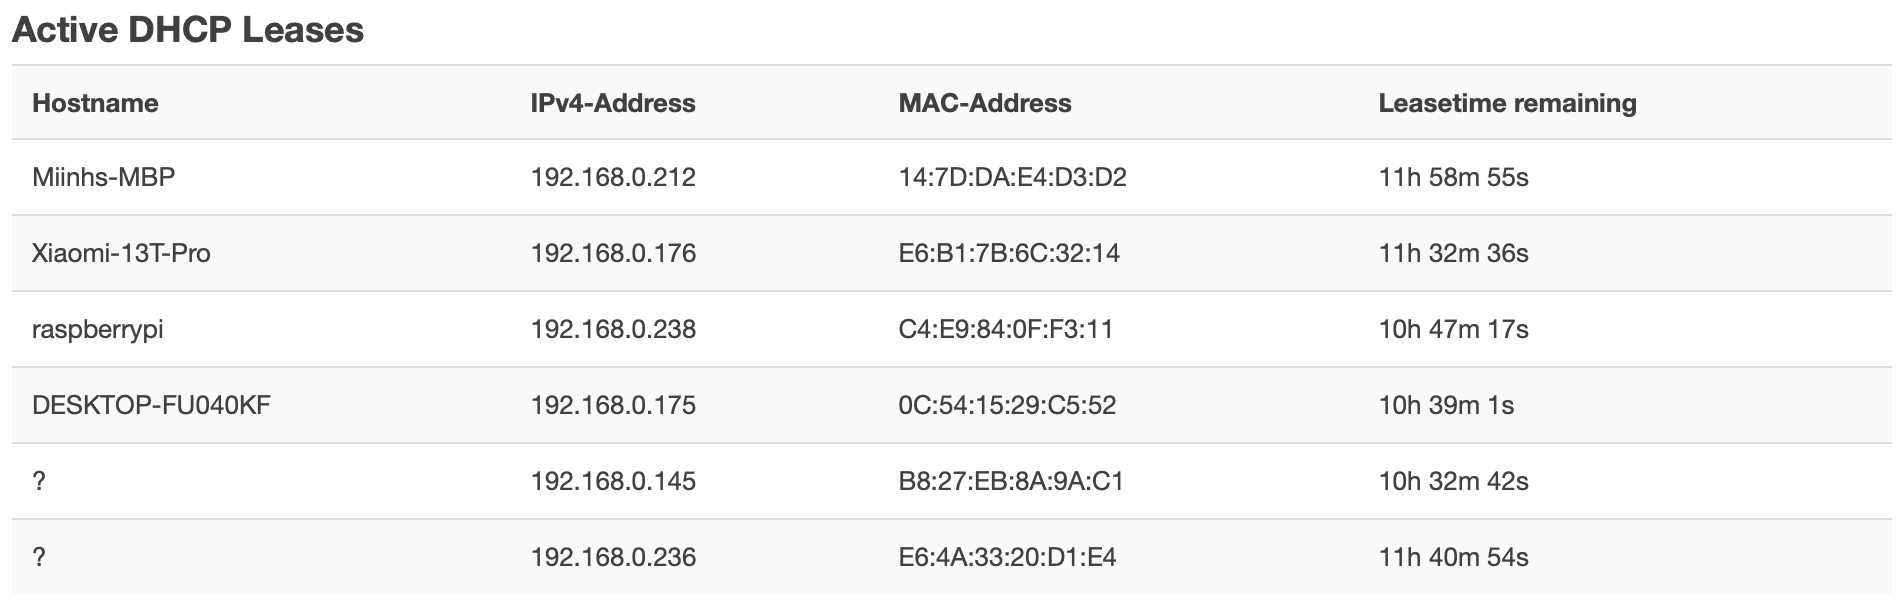 Active DHCP Leases
Hostname IPv4-Address MAC-Address Leasetime remaining
Miinhs-MBP 192.168.0.212 14:7D:DA:E4:D3:D2 11h 58m 55s
Xiaomi-13T-Pro 192.168.0.176 E6:B1:7B:6C:32:14 11h 32m 36s
raspberrypi 192.168.0.238 C4:E9:84:0F:F3:11 10h 47m 17s
DESKTOP-FU040KF 192.168.0.175 0C:54:15:29:C5:52 10h 39m 1s
? 192.168.0.145 B8:27:EB:8A:9A:C1 10h 32m 42s
? 192.168.0.236 E6:4A:33:20:D1:E4 11h 40m 54s